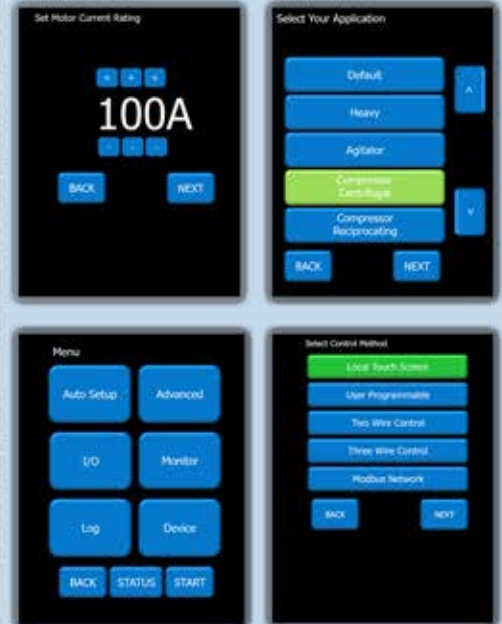 Set Motor Current Rating
+ + +
100A
- - -
BACK NEXT
Select Your Application
Default
Heavy
Agitator
Compressor
Centrifugal
Compressor
Reciprocating
BACK NEXT
Menu
Auto Setup Advanced
I/O Monitor
Log Device
BACK STATUS START
Select Control Method
Local Touch Screen
User Programmable
Two Wire Control
Three Wire Control
Modbus Network
BACK NEXT